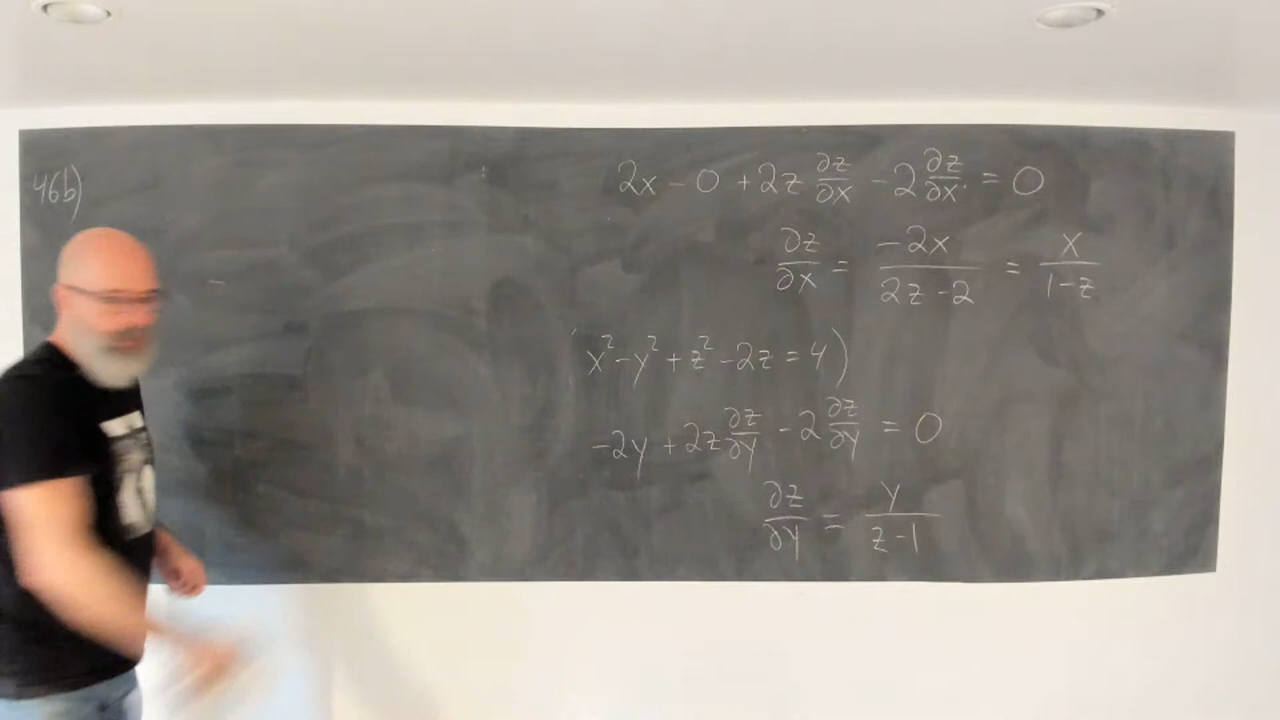 46b)
2x - 0 + 2z ∂z/∂x - 2 ∂z/∂x = 0
∂z/∂x = -2x/(2z - 2) = x/(1-z)
(x² - y² + z² - 2z = 4)
-2y + 2z ∂z/∂y - 2 ∂z/∂y = 0
∂z/∂y = y/(z-1)